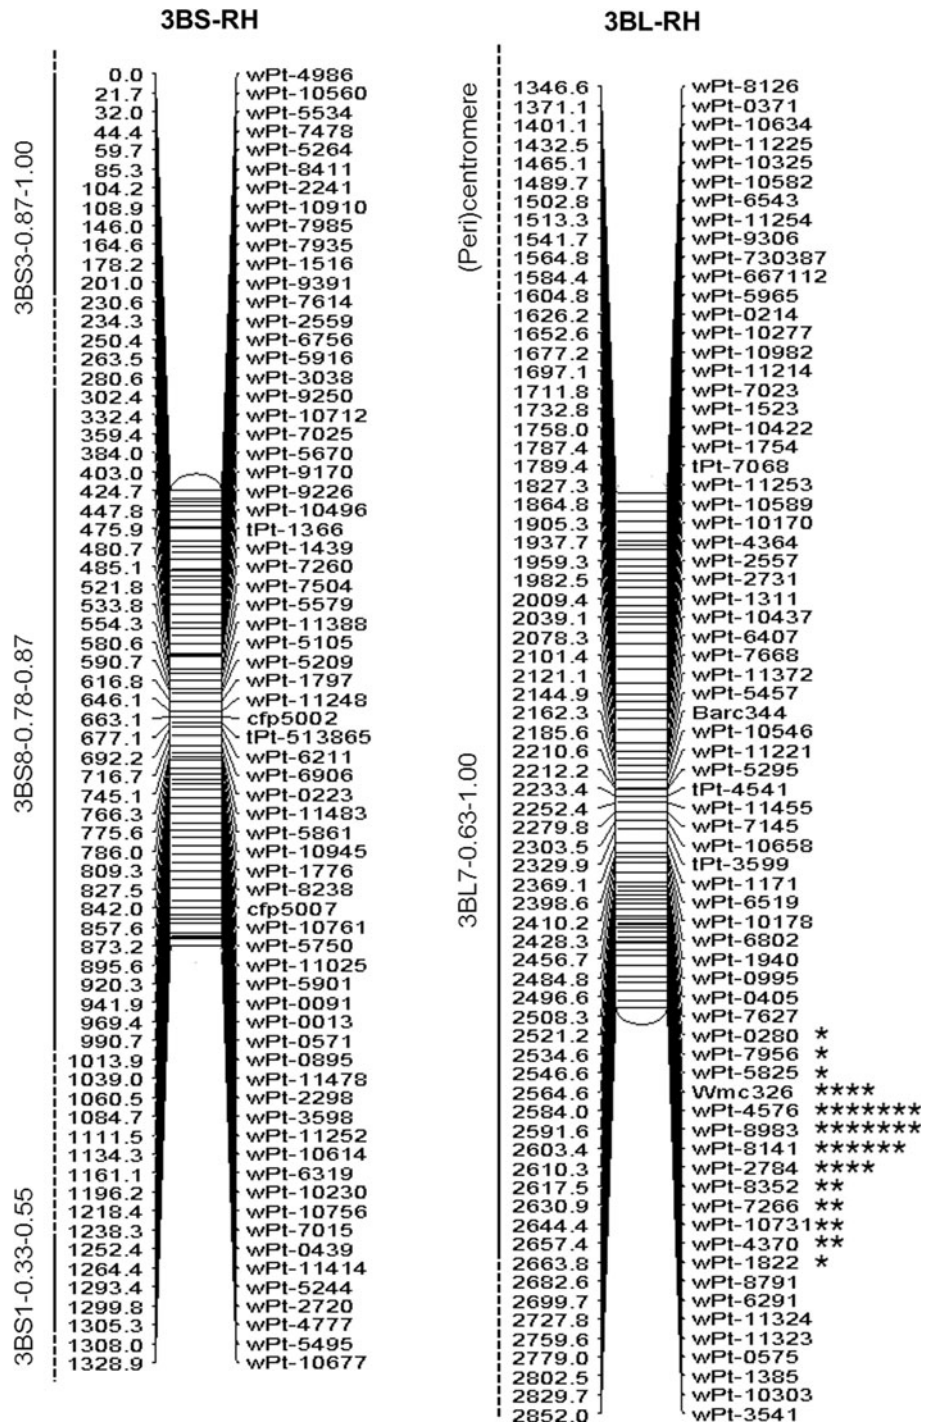 3BS-RH
3BS3-0.87-1.00
3BS8-0.78-0.87
3BS1-0.33-0.55
0.0 wPt-4986
21.7 wPt-10560
32.0 wPt-5534
44.4 wPt-7478
59.7 wPt-5264
85.3 wPt-8411
104.2 wPt-2241
108.9 wPt-10910
146.0 wPt-7985
164.6 wPt-7935
178.2 wPt-1516
201.0 wPt-9391
230.6 wPt-7614
234.3 wPt-2559
250.4 wPt-6756
263.5 wPt-5916
280.6 wPt-3038
302.4 wPt-9250
332.4 wPt-10712
359.4 wPt-7025
384.0 wPt-5670
403.0 wPt-9170
424.7 wPt-9226
447.8 wPt-10496
475.9 tPt-1366
480.7 wPt-1439
485.1 wPt-7260
521.8 wPt-7504
533.8 wPt-5579
554.3 wPt-11388
580.6 wPt-5105
590.7 wPt-5209
616.8 wPt-1797
646.1 wPt-11248
663.1 cfp5002
677.1 tPt-513865
692.2 wPt-6211
716.7 wPt-6906
745.1 wPt-0223
766.3 wPt-11483
775.6 wPt-5861
786.0 wPt-10945
809.3 wPt-1776
827.5 wPt-8238
842.0 cfp5007
857.6 wPt-10761
873.2 wPt-5750
895.6 wPt-11025
920.3 wPt-5901
941.9 wPt-0091
969.4 wPt-0013
990.7 wPt-0571
1013.9 wPt-0895
1039.0 wPt-11478
1060.5 wPt-2298
1084.7 wPt-3598
1111.5 wPt-11252
1134.3 wPt-10614
1161.1 wPt-6319
1196.2 wPt-10230
1218.4 wPt-10756
1238.3 wPt-7015
1252.4 wPt-0439
1264.4 wPt-11414
1293.4 wPt-5244
1299.8 wPt-2720
1305.3 wPt-4777
1308.0 wPt-5495
1328.9 wPt-10677
3BL-RH
(Peri)centromere
3BL7-0.63-1.00
1346.6 wPt-8126
1371.1 wPt-0371
1401.1 wPt-10634
1432.5 wPt-11225
1465.1 wPt-10325
1489.7 wPt-10582
1502.8 wPt-6543
1513.3 wPt-11254
1541.7 wPt-9306
1564.8 wPt-730387
1584.4 wPt-667112
1604.8 wPt-5965
1626.2 wPt-0214
1652.6 wPt-10277
1677.2 wPt-10982
1697.1 wPt-11214
1711.8 wPt-7023
1732.8 wPt-1523
1758.0 wPt-10422
1787.4 wPt-1754
1789.4 tPt-7068
1827.3 wPt-11253
1864.8 wPt-10589
1905.3 wPt-10170
1937.7 wPt-4364
1959.3 wPt-2557
1982.5 wPt-2731
2009.4 wPt-1311
2039.1 wPt-10437
2078.3 wPt-6407
2101.4 wPt-7668
2121.1 wPt-11372
2144.9 wPt-5457
2162.3 Barc344
2185.6 wPt-10546
2210.6 wPt-11221
2212.2 wPt-5295
2233.4 tPt-4541
2252.4 wPt-11455
2279.8 wPt-7145
2303.5 wPt-10658
2329.9 tPt-3599
2369.1 wPt-1171
2398.6 wPt-6519
2410.2 wPt-10178
2428.3 wPt-6802
2456.7 wPt-1940
2484.8 wPt-0995
2496.6 wPt-0405
2508.3 wPt-7627
2521.2 wPt-0280 *
2534.6 wPt-7956 *
2546.6 wPt-5825 *
2564.6 Wmc326 ****
2584.0 wPt-4576 *******
2591.6 wPt-8983 *******
2603.4 wPt-8141 ******
2610.3 wPt-2784 ****
2617.5 wPt-8352 **
2630.9 wPt-7266 **
2644.4 wPt-10731 **
2657.4 wPt-4370 **
2663.8 wPt-1822 *
2682.6 wPt-8791
2699.7 wPt-6291
2727.8 wPt-11324
2759.6 wPt-11323
2779.0 wPt-0575
2802.5 wPt-1385
2829.7 wPt-10303
2852.0 wPt-3541